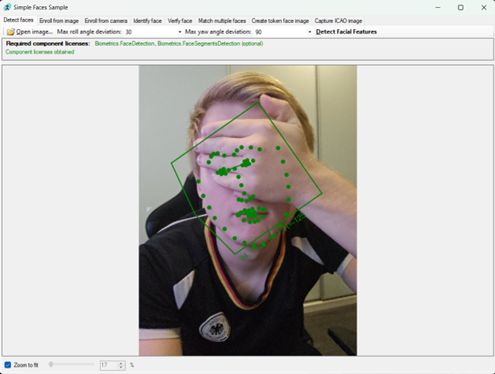 Simple Faces Sample
Detect faces Enroll from image Enroll from camera Identify face Verify face Match multiple faces Create token face image Capture ICAO image
Open image... Max roll angle deviation: 30 Max yaw angle deviation: 90 Detect Facial Features
Required component licenses: Biometrics.FaceDetection, Biometrics.FaceSegmentsDetection (optional)
Component licenses obtained
Zoom to fit 17 %